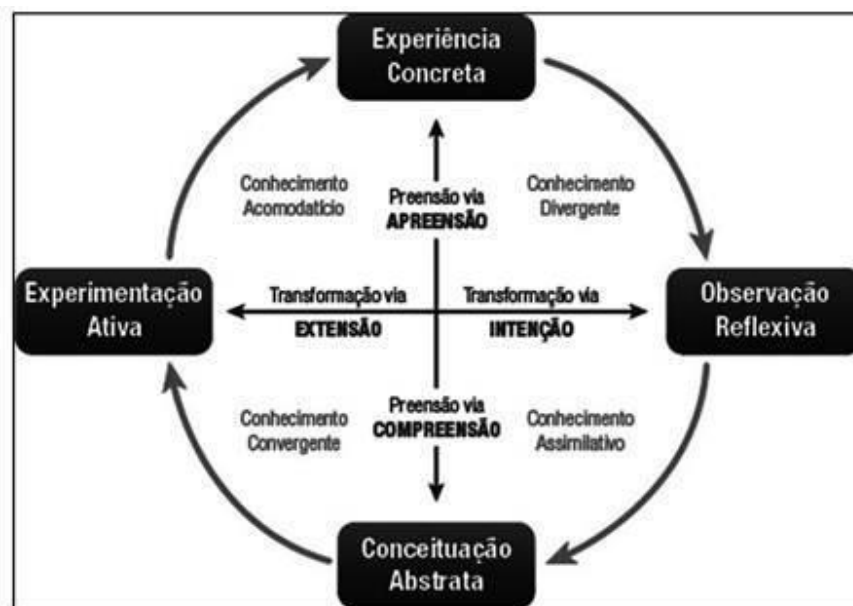 Experiência
Concreta
Conhecimento
Acomodatício
Preensão via
APREENSÃO
Conhecimento
Divergente
Experimentação
Ativa
Transformação via
EXTENSÃO
Transformação via
INTENÇÃO
Observação
Reflexiva
Conhecimento
Convergente
Preensão via
COMPREENSÃO
Conhecimento
Assimilativo
Conceituação
Abstrata